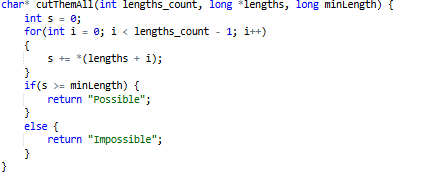 char* cutThemAll(int lengths_count, long *lengths, long minLength) {
    int s = 0;
    for(int i = 0; i < lengths_count - 1; i++)
    {
        s += *(lengths + i);
    }
    if(s >= minLength) {
        return "Possible";
    }
    else {
        return "Impossible";
    }
}